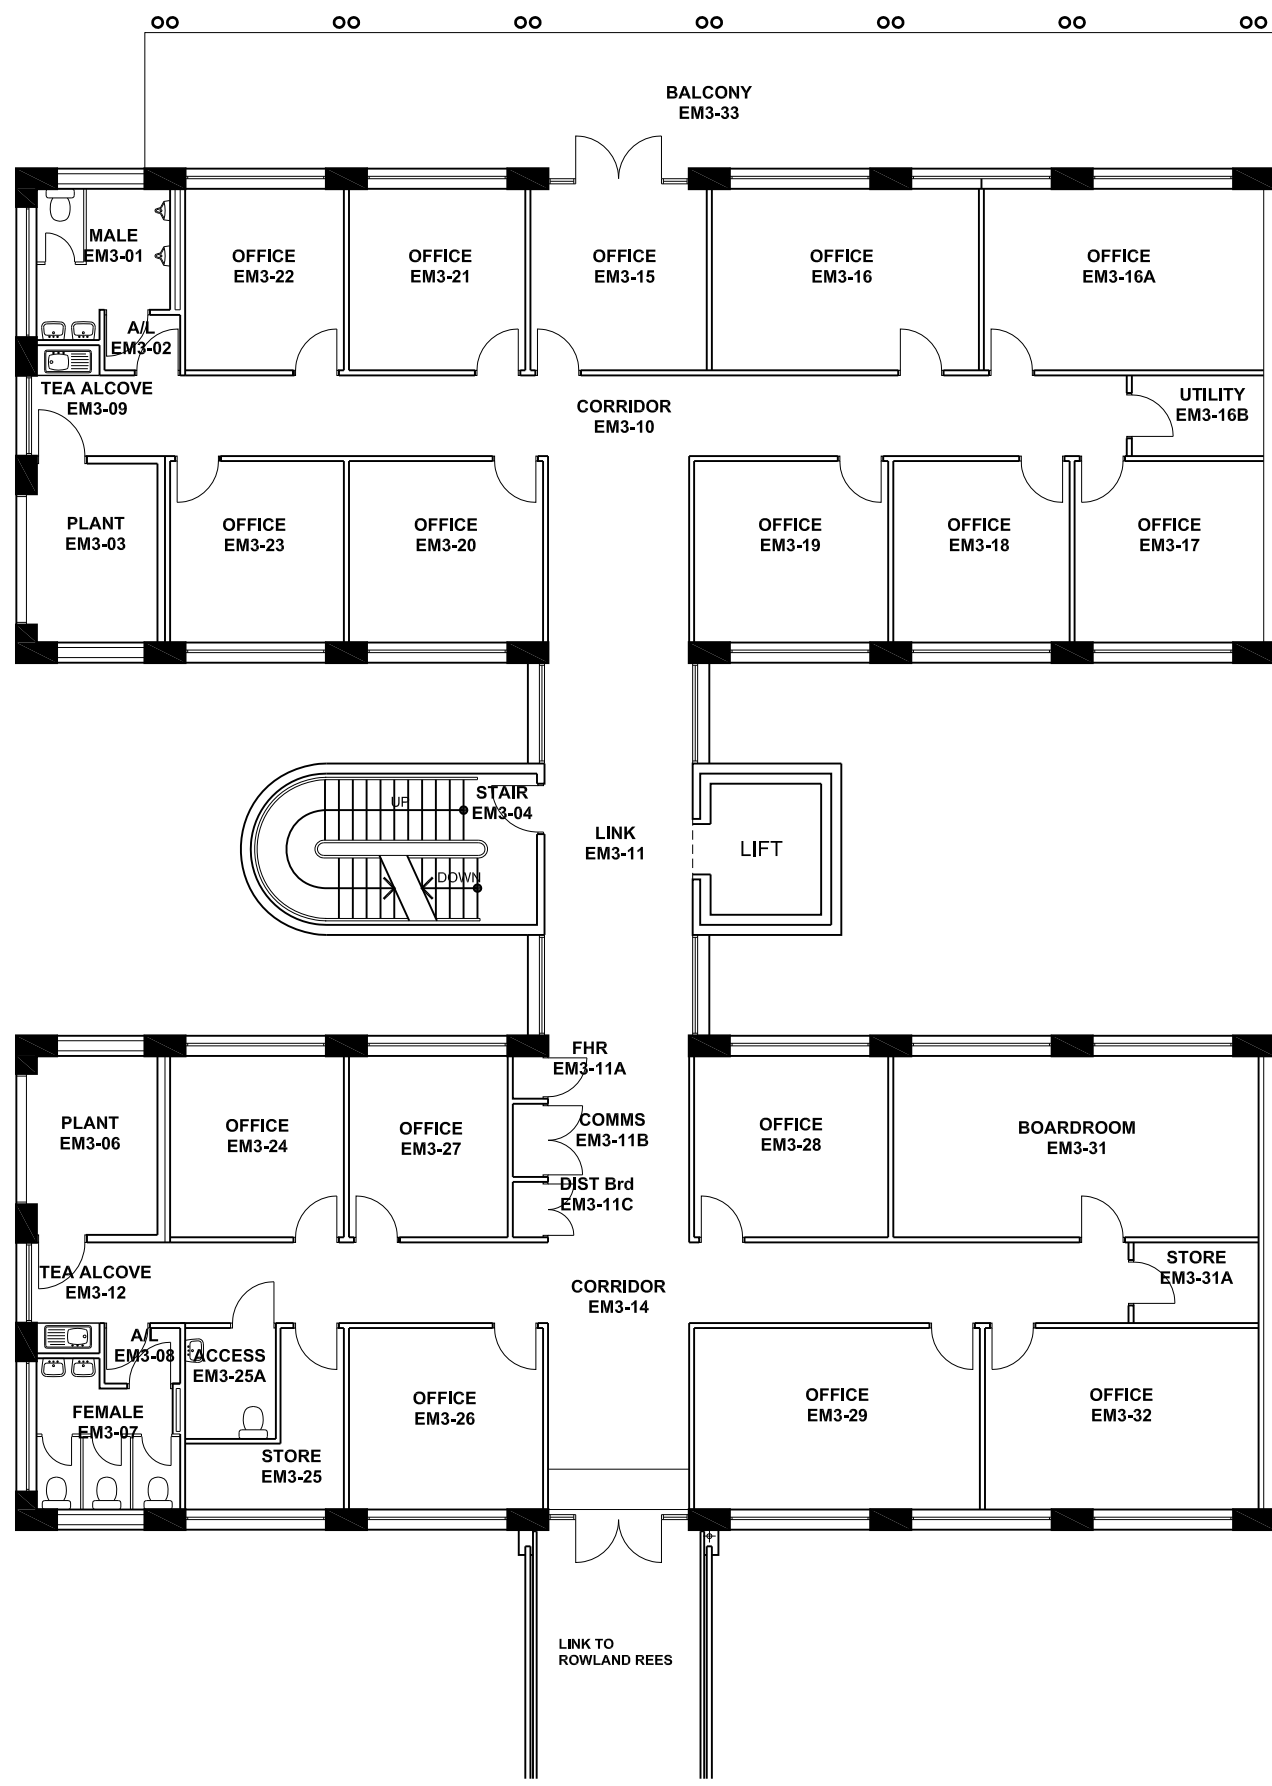 BALCONY
EM3-33
MALE
EM3-01
OFFICE
EM3-22
OFFICE
EM3-21
OFFICE
EM3-15
OFFICE
EM3-16
OFFICE
EM3-16A
A/L
EM3-02
TEA ALCOVE
EM3-09
CORRIDOR
EM3-10
UTILITY
EM3-16B
PLANT
EM3-03
OFFICE
EM3-23
OFFICE
EM3-20
OFFICE
EM3-19
OFFICE
EM3-18
OFFICE
EM3-17
UP
STAIR
EM3-04
DOWN
LINK
EM3-11
LIFT
FHR
EM3-11A
PLANT
EM3-06
OFFICE
EM3-24
OFFICE
EM3-27
COMMS
EM3-11B
OFFICE
EM3-28
BOARDROOM
EM3-31
DIST Brd
EM3-11C
TEA ALCOVE
EM3-12
CORRIDOR
EM3-14
STORE
EM3-31A
A/L
EM3-08
ACCESS
EM3-25A
FEMALE
EM3-07
STORE
EM3-25
OFFICE
EM3-26
OFFICE
EM3-29
OFFICE
EM3-32
LINK TO
ROWLAND REES